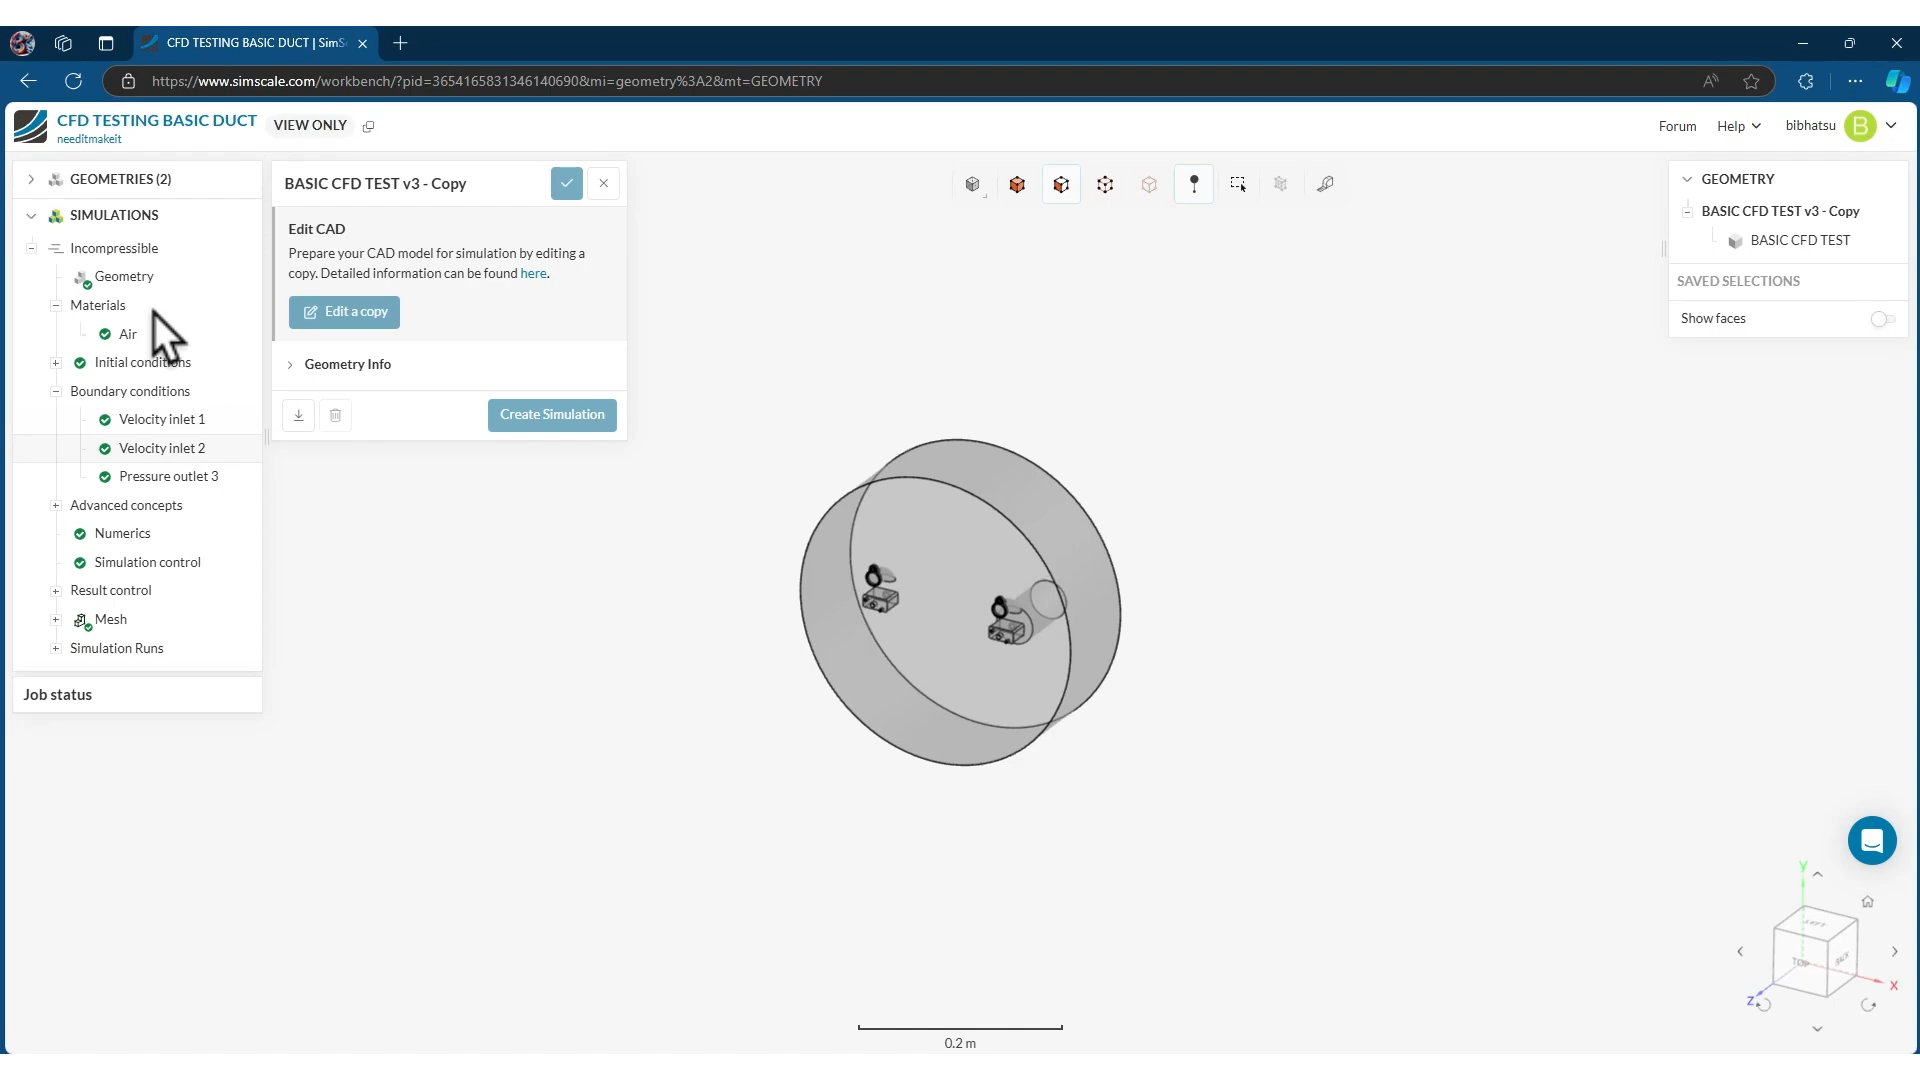 CFD TESTING BASIC DUCT | SimSc
https://www.simscale.com/workbench/?pid=3654165831346140690&mi=geometry%3A2&mt=GEOMETRY
CFD TESTING BASIC DUCT
needitmakeit
VIEW ONLY
Forum
Help
bibhatsu
B
GEOMETRIES (2)
SIMULATIONS
Incompressible
Geometry
Materials
Air
Initial conditions
Boundary conditions
Velocity inlet 1
Velocity inlet 2
Pressure outlet 3
Advanced concepts
Numerics
Simulation control
Result control
Mesh
Simulation Runs
Job status
BASIC CFD TEST v3 - Copy
Edit CAD
Prepare your CAD model for simulation by editing a
copy. Detailed information can be found here.
Edit a copy
Geometry Info
Create Simulation
GEOMETRY
BASIC CFD TEST v3 - Copy
BASIC CFD TEST
SAVED SELECTIONS
Show faces
0.2 m
Y
LEFT
TOP
BACK
X
Z